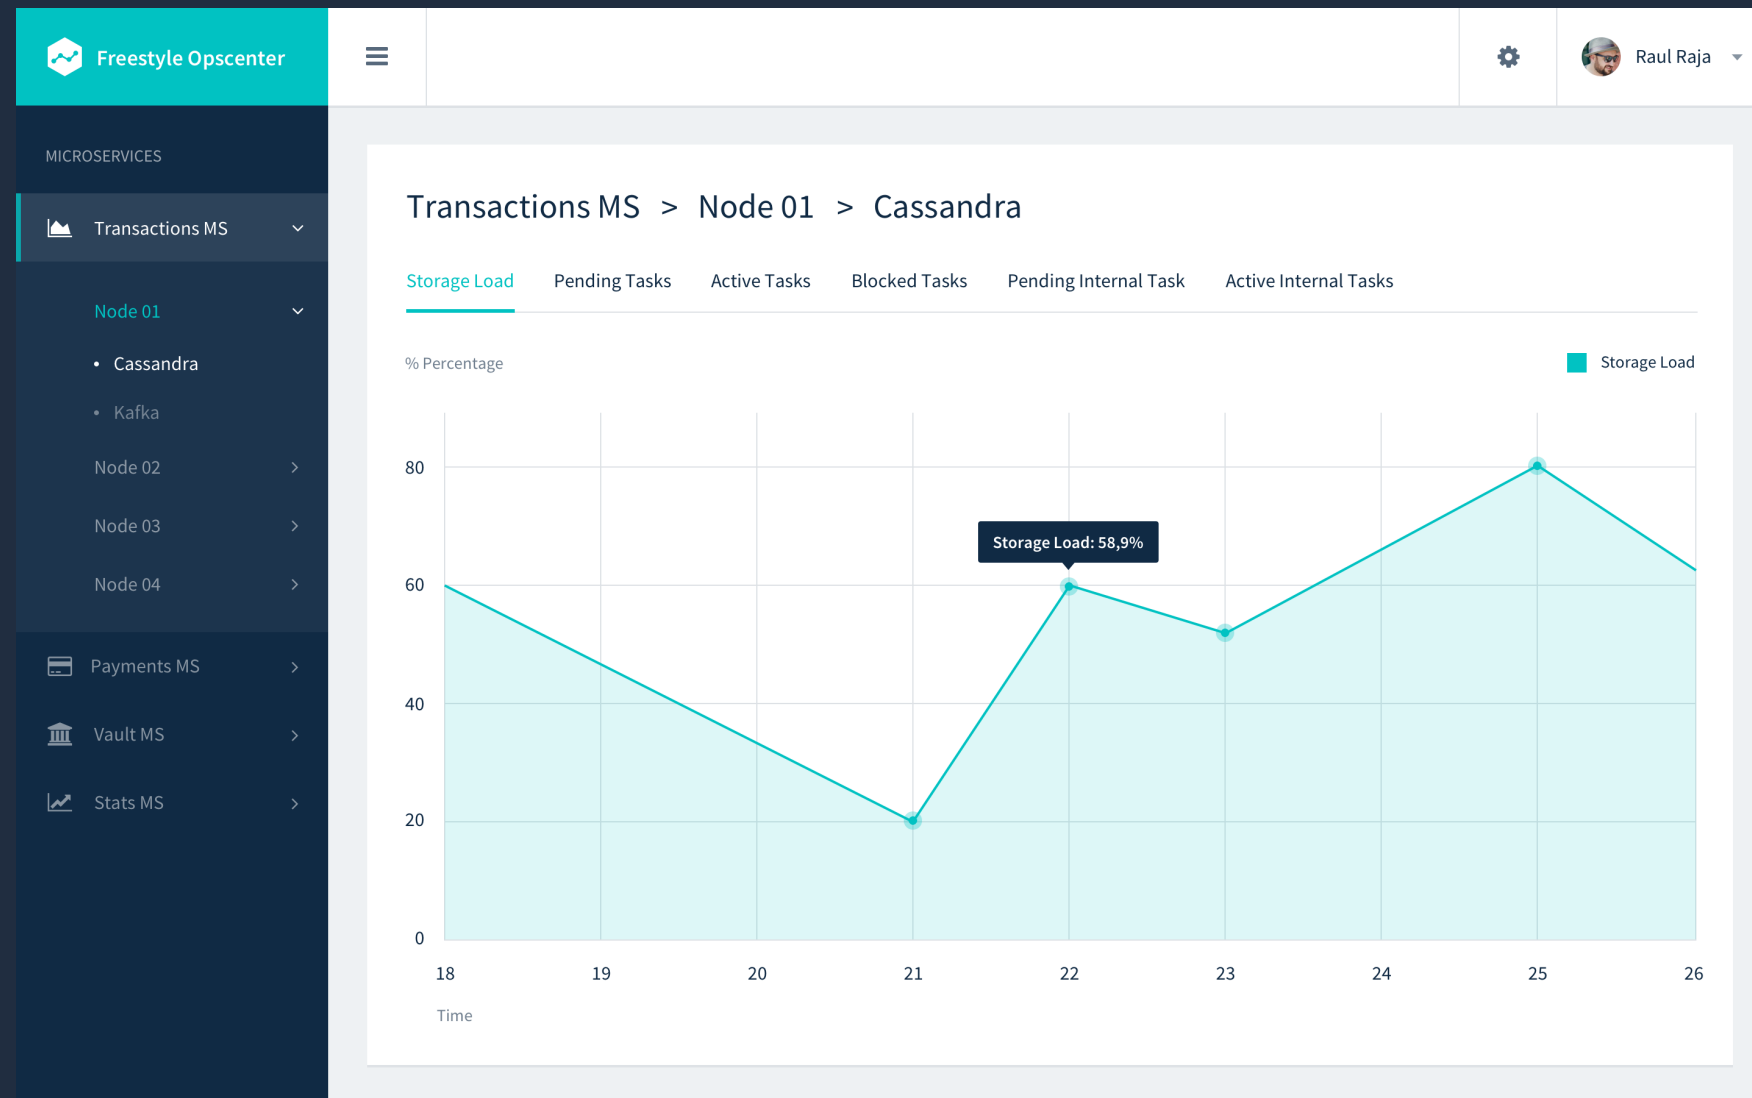 Freestyle Opscenter
Raul Raja
MICROSERVICES
Transactions MS
Node 01
• Cassandra
• Kafka
Node 02
Node 03
Node 04
Payments MS
Vault MS
Stats MS
Transactions MS > Node 01 > Cassandra
Storage Load Pending Tasks Active Tasks Blocked Tasks Pending Internal Task Active Internal Tasks
% Percentage
Storage Load
80
Storage Load: 58,9%
60
40
20
0
18 19 20 21 22 23 24 25 26
Time